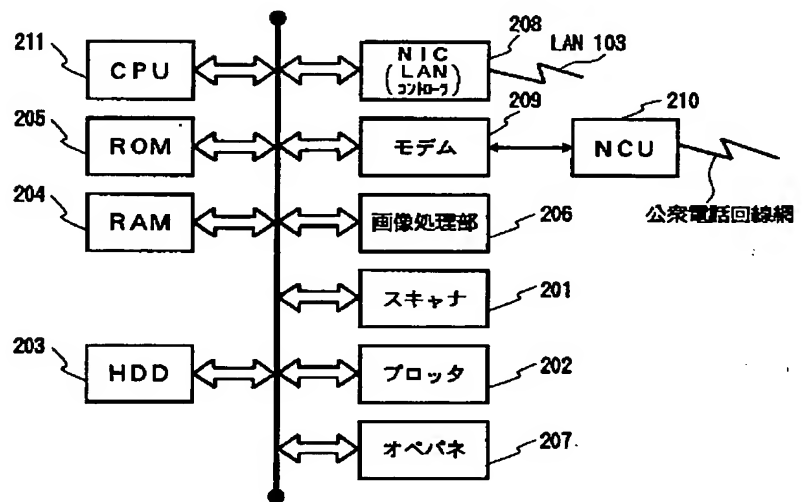 211
CPU
NIC
(LAN
コントローラ)
208
LAN 103
205
ROM
モデム
209
NCU
210
公衆電話回線網
204
RAM
画像処理部
206
スキャナ
201
203
HDD
プロッタ
202
オペパネ
207